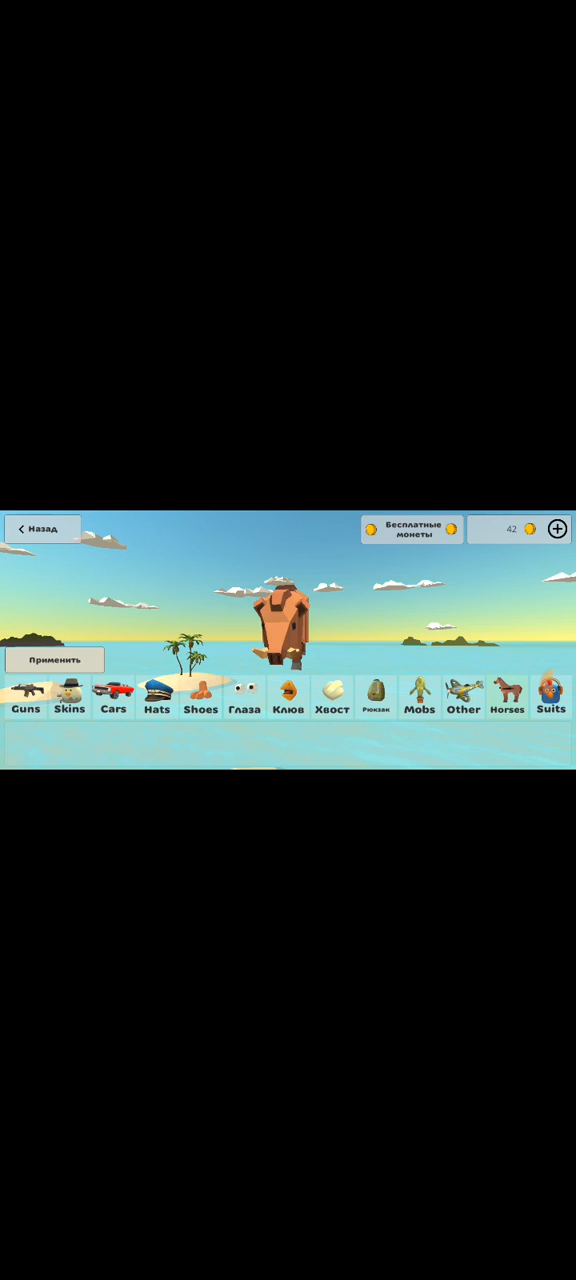 Назад
Бесплатные
монеты
42
Применить
Guns
Skins
Cars
Hats
Shoes
Глаза
Клюв
Хвост
Рюкзак
Mobs
Other
Horses
Suits